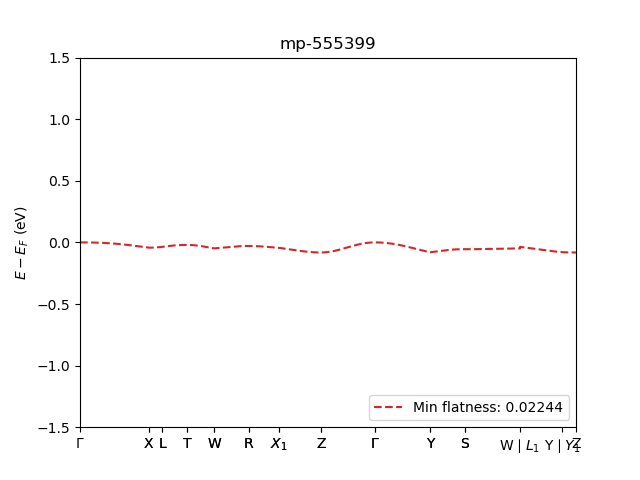 mp-555399
E − E_F (eV)
1.5
1.0
0.5
0.0
−0.5
−1.0
−1.5
Min flatness: 0.02244
Γ X L T W R X₁ Z Γ Y S W | L₁ Y | Y₁ Z